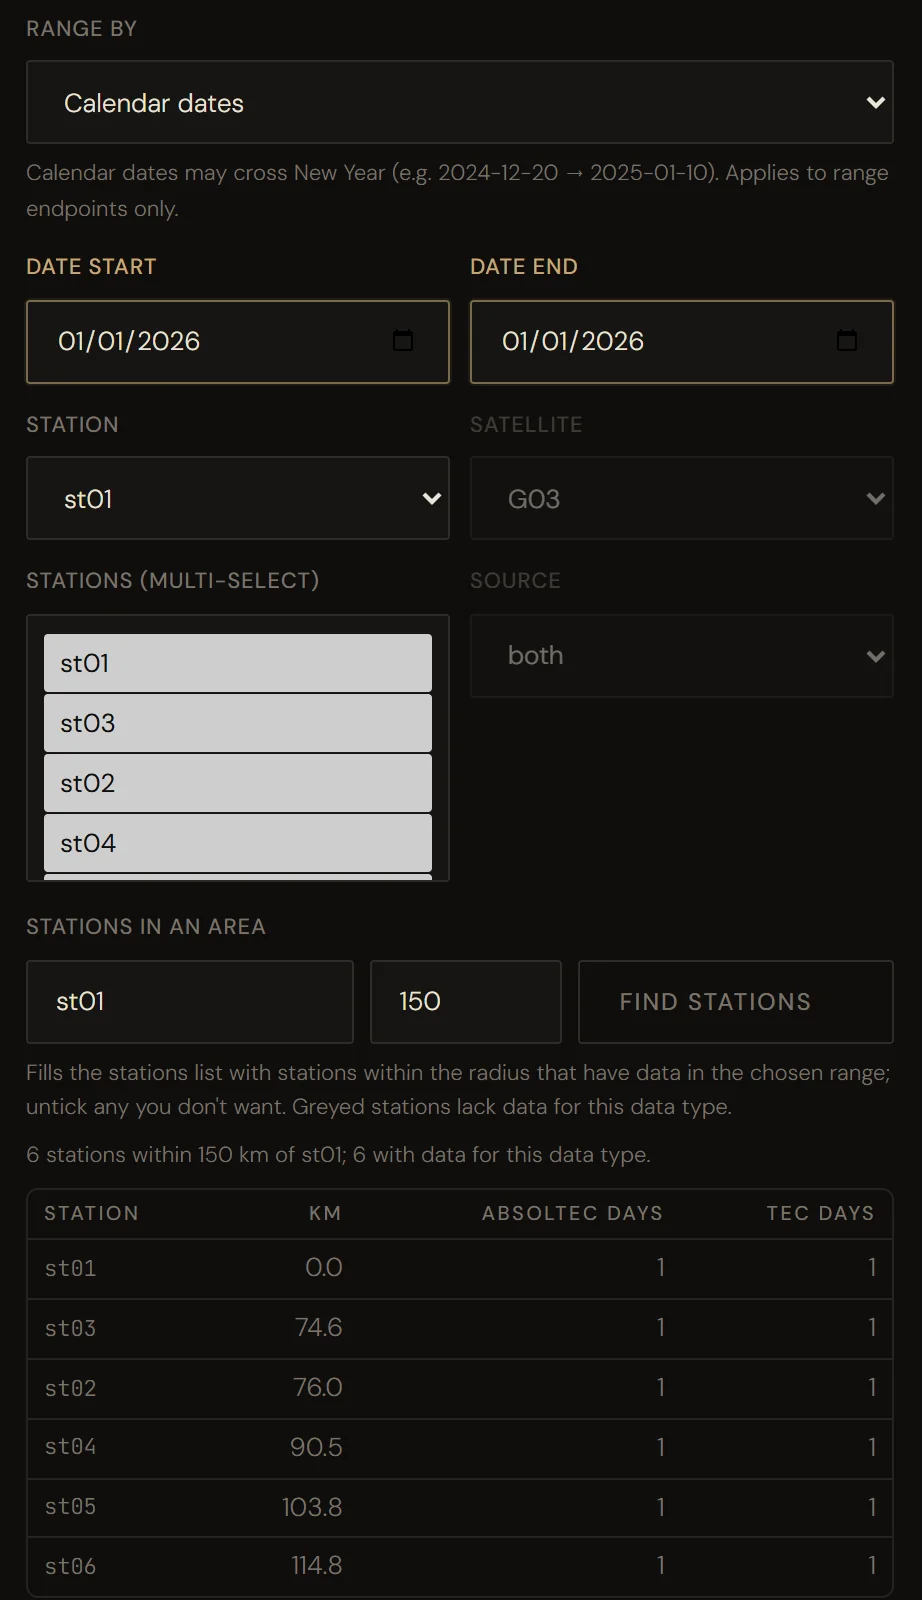 RANGE BY
Calendar dates
Calendar dates may cross New Year (e.g. 2024-12-20 → 2025-01-10). Applies to range
endpoints only.
DATE START DATE END
01/01/2026 01/01/2026
STATION SATELLITE
st01 G03
STATIONS (MULTI-SELECT) SOURCE
st01 both
st03
st02
st04
STATIONS IN AN AREA
st01 150 FIND STATIONS
Fills the stations list with stations within the radius that have data in the chosen range;
untick any you don't want. Greyed stations lack data for this data type.
6 stations within 150 km of st01; 6 with data for this data type.
STATION KM ABSOLTEC DAYS TEC DAYS
st01 0.0 1 1
st03 74.6 1 1
st02 76.0 1 1
st04 90.5 1 1
st05 103.8 1 1
st06 114.8 1 1